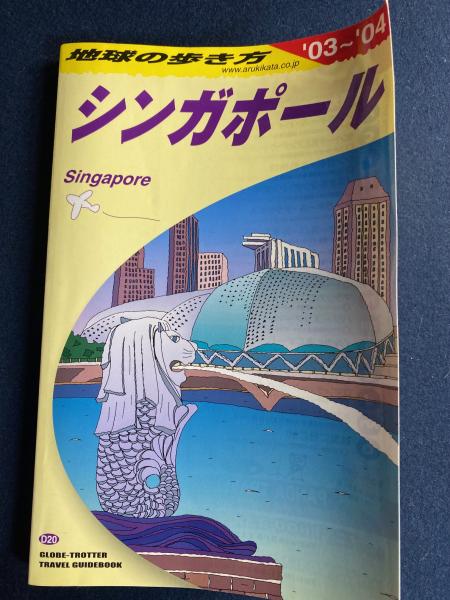 地球の歩き方
www.arukikata.co.jp
'03~'04
シンガポール
Singapore
D20
GLOBE-TROTTER
TRAVEL GUIDEBOOK